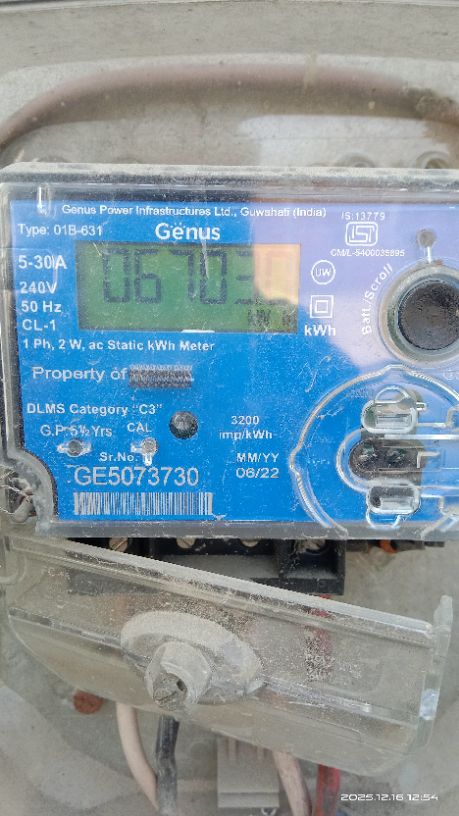 Genus Power Infrastructures Ltd., Guwahati (India)
IS:13779
Type: 01B-631
Genus
CM/L-5400035895
5-30A
UW
240V
50 Hz
kWh
CL-1
Batt./Scroll
1 Ph, 2 W, ac Static kWh Meter
Property of
DLMS Category "C3"
3200
imp/kWh
G.P.5½ Yrs
CAL
Sr.No.
MM/YY
06/22
GE5073730
2025.12.16 12:54